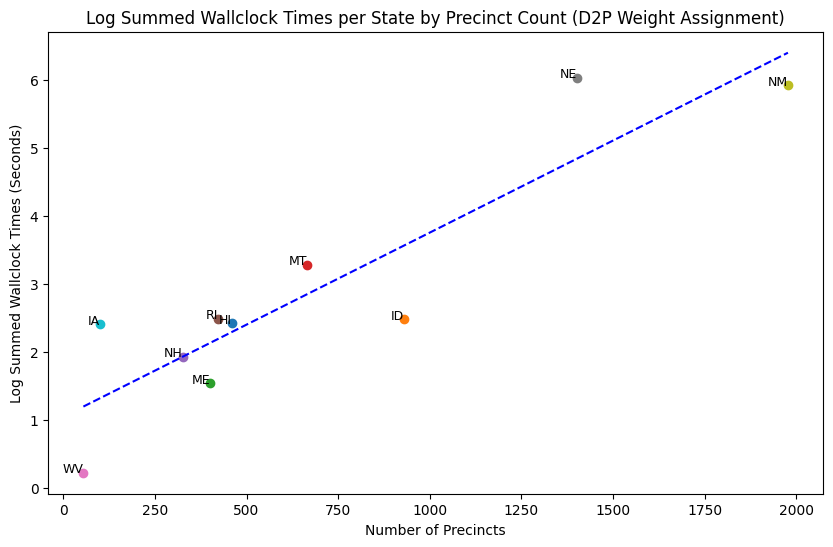 Log Summed Wallclock Times per State by Precinct Count (D2P Weight Assignment)
Log Summed Wallclock Times (Seconds)
6
5
4
3
2
1
0
NE
NM
MT
RI
HI
ID
IA
NH
ME
WV
0 250 500 750 1000 1250 1500 1750 2000
Number of Precincts